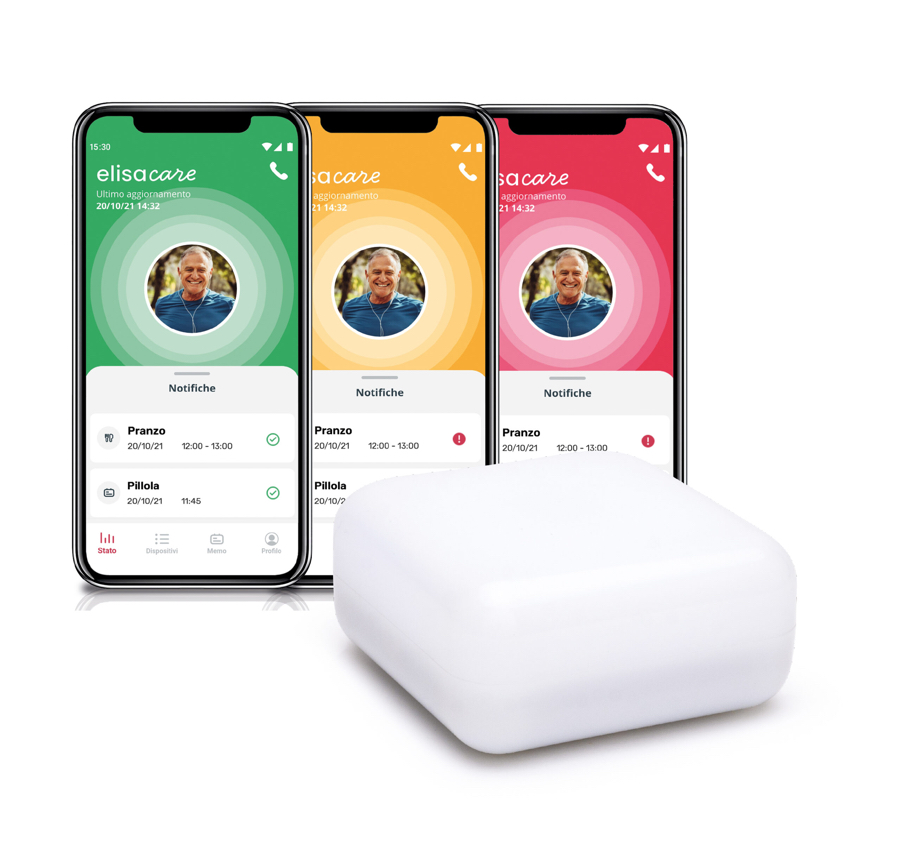 15:30
elisacare
Ultimo aggiornamento
20/10/21 14:32
Notifiche
Pranzo
20/10/21 12:00 - 13:00
Pillola
20/10/21 11:45
Stato Dispositivi Memo Profilo
sacare
aggiornamento
21 14:32
Notifiche
Pranzo
20/10/21 12:00 - 13:00
Pillola
20/10/2
sacare
aggiornamento
21 14:32
Notifiche
Pranzo
20/10/21 12:00 - 13:00